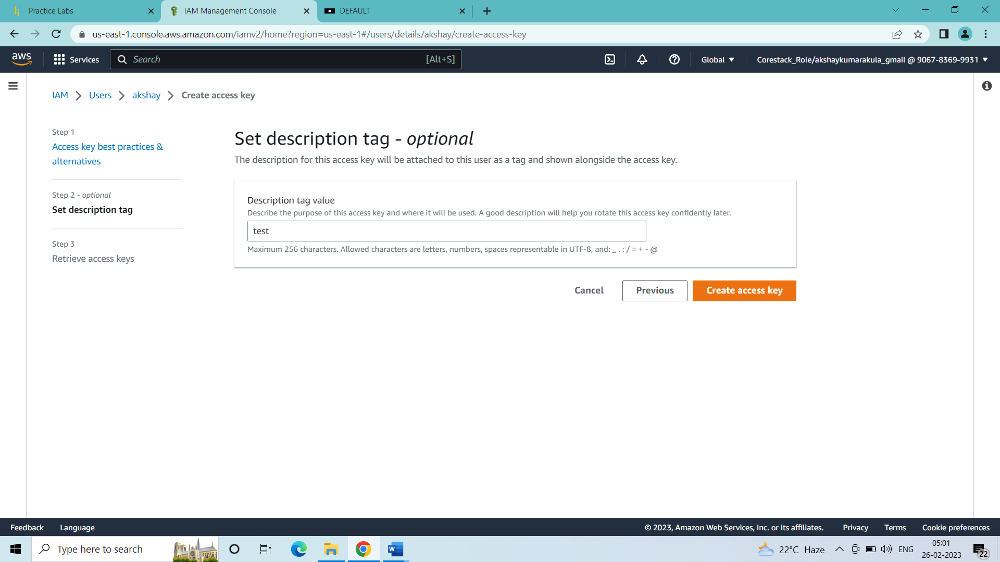 Practice Labs
IAM Management Console
DEFAULT
us-east-1.console.aws.amazon.com/iamv2/home?region=us-east-1#/users/details/akshay/create-access-key
aws
Services
Search
[Alt+S]
Global
Corestack_Role/akshaykumarakula_gmail @ 9067-8369-9931
IAM
Users
akshay
Create access key
Step 1
Access key best practices &
alternatives
Step 2 - optional
Set description tag
Step 3
Retrieve access keys
Set description tag - optional
The description for this access key will be attached to this user as a tag and shown alongside the access key.
Description tag value
Describe the purpose of this access key and where it will be used. A good description will help you rotate this access key confidently later.
test
Maximum 256 characters. Allowed characters are letters, numbers, spaces representable in UTF-8, and: _ . : / = + - @
Cancel
Previous
Create access key
Feedback
Language
© 2023, Amazon Web Services, Inc. or its affiliates.
Privacy
Terms
Cookie preferences
Type here to search
22°C Haze
ENG
05:01
26-02-2023
22